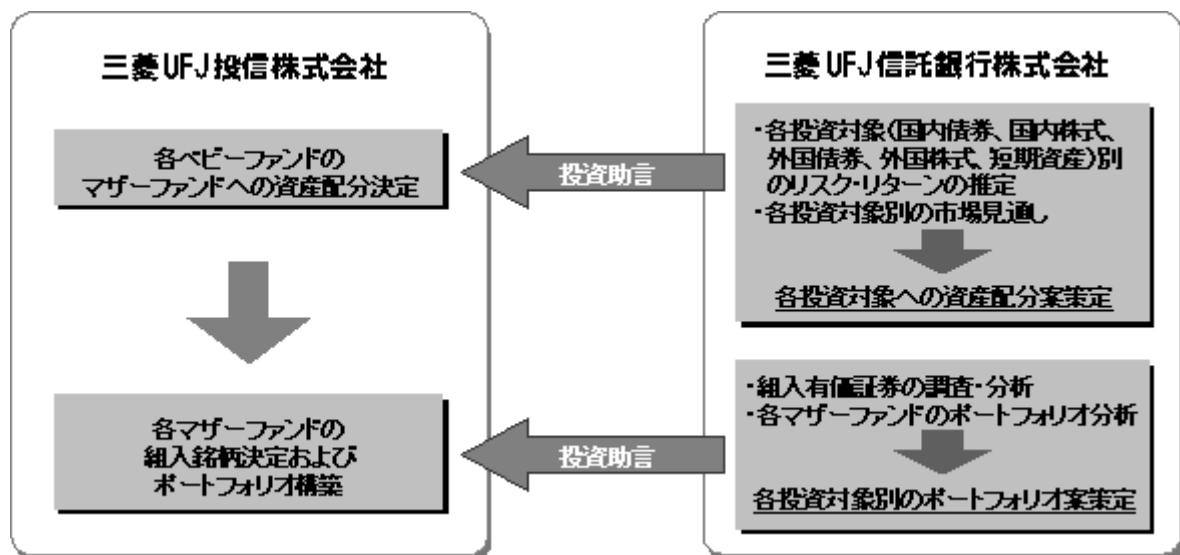 三菱UFJ投信株式会社
各ベビーファンドの
マザーファンドへの資産配分決定
各マザーファンドの
組入銘柄決定および
ポートフォリオ構築
投資助言
投資助言
三菱UFJ信託銀行株式会社
・各投資対象(国内債券、国内株式、
外国債券、外国株式、短期資産)別
のリスク・リターンの推定
・各投資対象別の市場見通し
各投資対象への資産配分案策定
・組入有価証券の調査・分析
・各マザーファンドのポートフォリオ分析
各投資対象別のポートフォリオ案策定